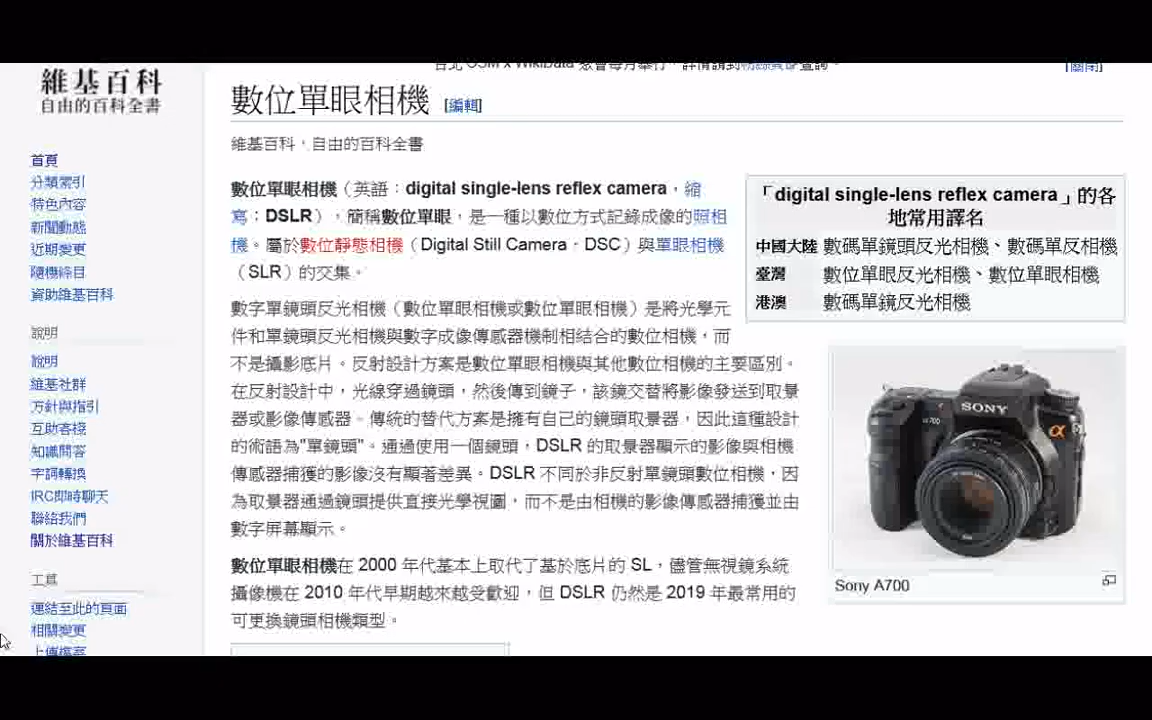 維基百科
自由的百科全書
首頁
分類索引
特色內容
新聞動態
近期變更
隨機條目
資助維基百科
說明
說明
維基社群
方針與指引
互助客棧
知識問答
字詞轉換
IRC即時聊天
聯絡我們
關於維基百科
工具
連結至此的頁面
相關變更
上傳檔案
台北 OSM x WikiData
[關閉]
數位單眼相機 [編輯]
維基百科，自由的百科全書
數位單眼相機（英語：digital single-lens reflex camera，縮
寫：DSLR），簡稱數位單眼，是一種以數位方式記錄成像的照相
機。屬於數位靜態相機（Digital Still Camera，DSC）與單眼相機
（SLR）的交集。
數字單鏡頭反光相機（數位單眼相機或數位單眼相機）是將光學元
件和單鏡頭反光相機與數字成像傳感器機制相結合的數位相機，而
不是攝影底片。反射設計方案是數位單眼相機與其他數位相機的主要區別。
在反射設計中，光線穿過鏡頭，然後傳到鏡子，該鏡交替將影像發送到取景
器或影像傳感器。傳統的替代方案是擁有自己的鏡頭取景器，因此這種設計
的術語為"單鏡頭"。通過使用一個鏡頭，DSLR 的取景器顯示的影像與相機
傳感器捕獲的影像沒有顯著差異。DSLR 不同於非反射單鏡頭數位相機，因
為取景器通過鏡頭提供直接光學視圖，而不是由相機的影像傳感器捕獲並由
數字屏幕顯示。
數位單眼相機在 2000 年代基本上取代了基於底片的 SL，儘管無視鏡系統
攝像機在 2010 年代早期越來越受歡迎，但 DSLR 仍然是 2019 年最常用的
可更換鏡頭相機類型。
「digital single-lens reflex camera」的各
地常用譯名
中國大陸 數碼單鏡頭反光相機、數碼單反相機
臺灣 數位單眼反光相機、數位單眼相機
港澳 數碼單鏡反光相機
SONY
α700
α
Sony A700